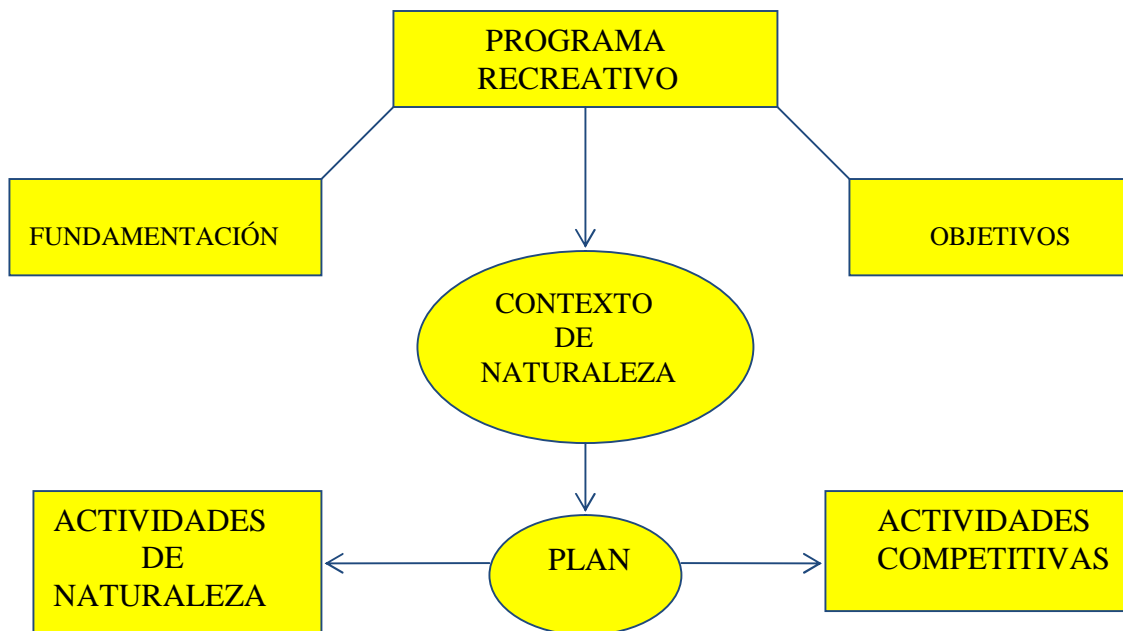 PROGRAMA
RECREATIVO
FUNDAMENTACIÓN
OBJETIVOS
CONTEXTO
DE
NATURALEZA
ACTIVIDADES
DE
NATURALEZA
PLAN
ACTIVIDADES
COMPETITIVAS